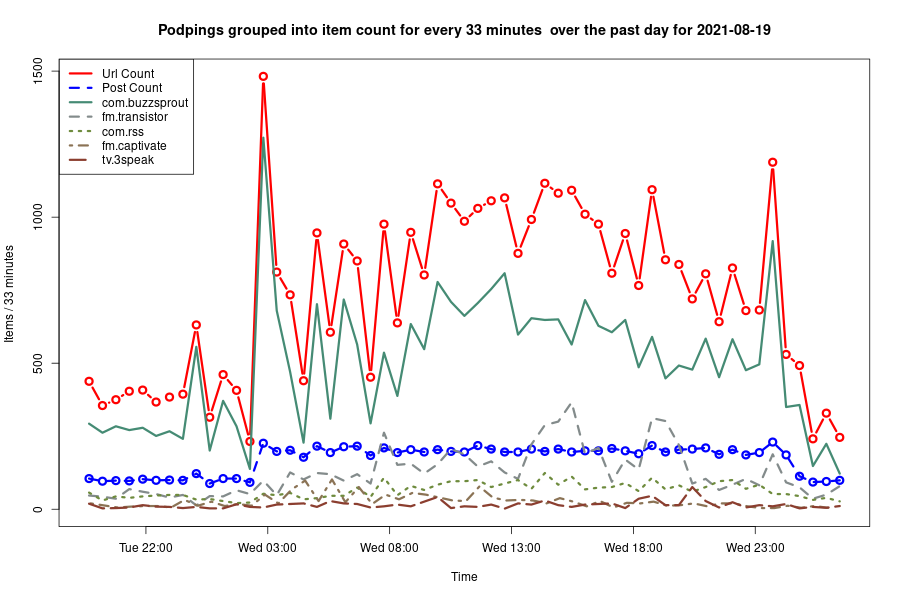 Podpings grouped into item count for every 33 minutes  over the past day for 2021-08-19
Url Count
Post Count
com.buzzsprout
fm.transistor
com.rss
fm.captivate
tv.3speak
Items / 33 minutes
1500
1000
500
0
Tue 22:00
Wed 03:00
Wed 08:00
Wed 13:00
Wed 18:00
Wed 23:00
Time